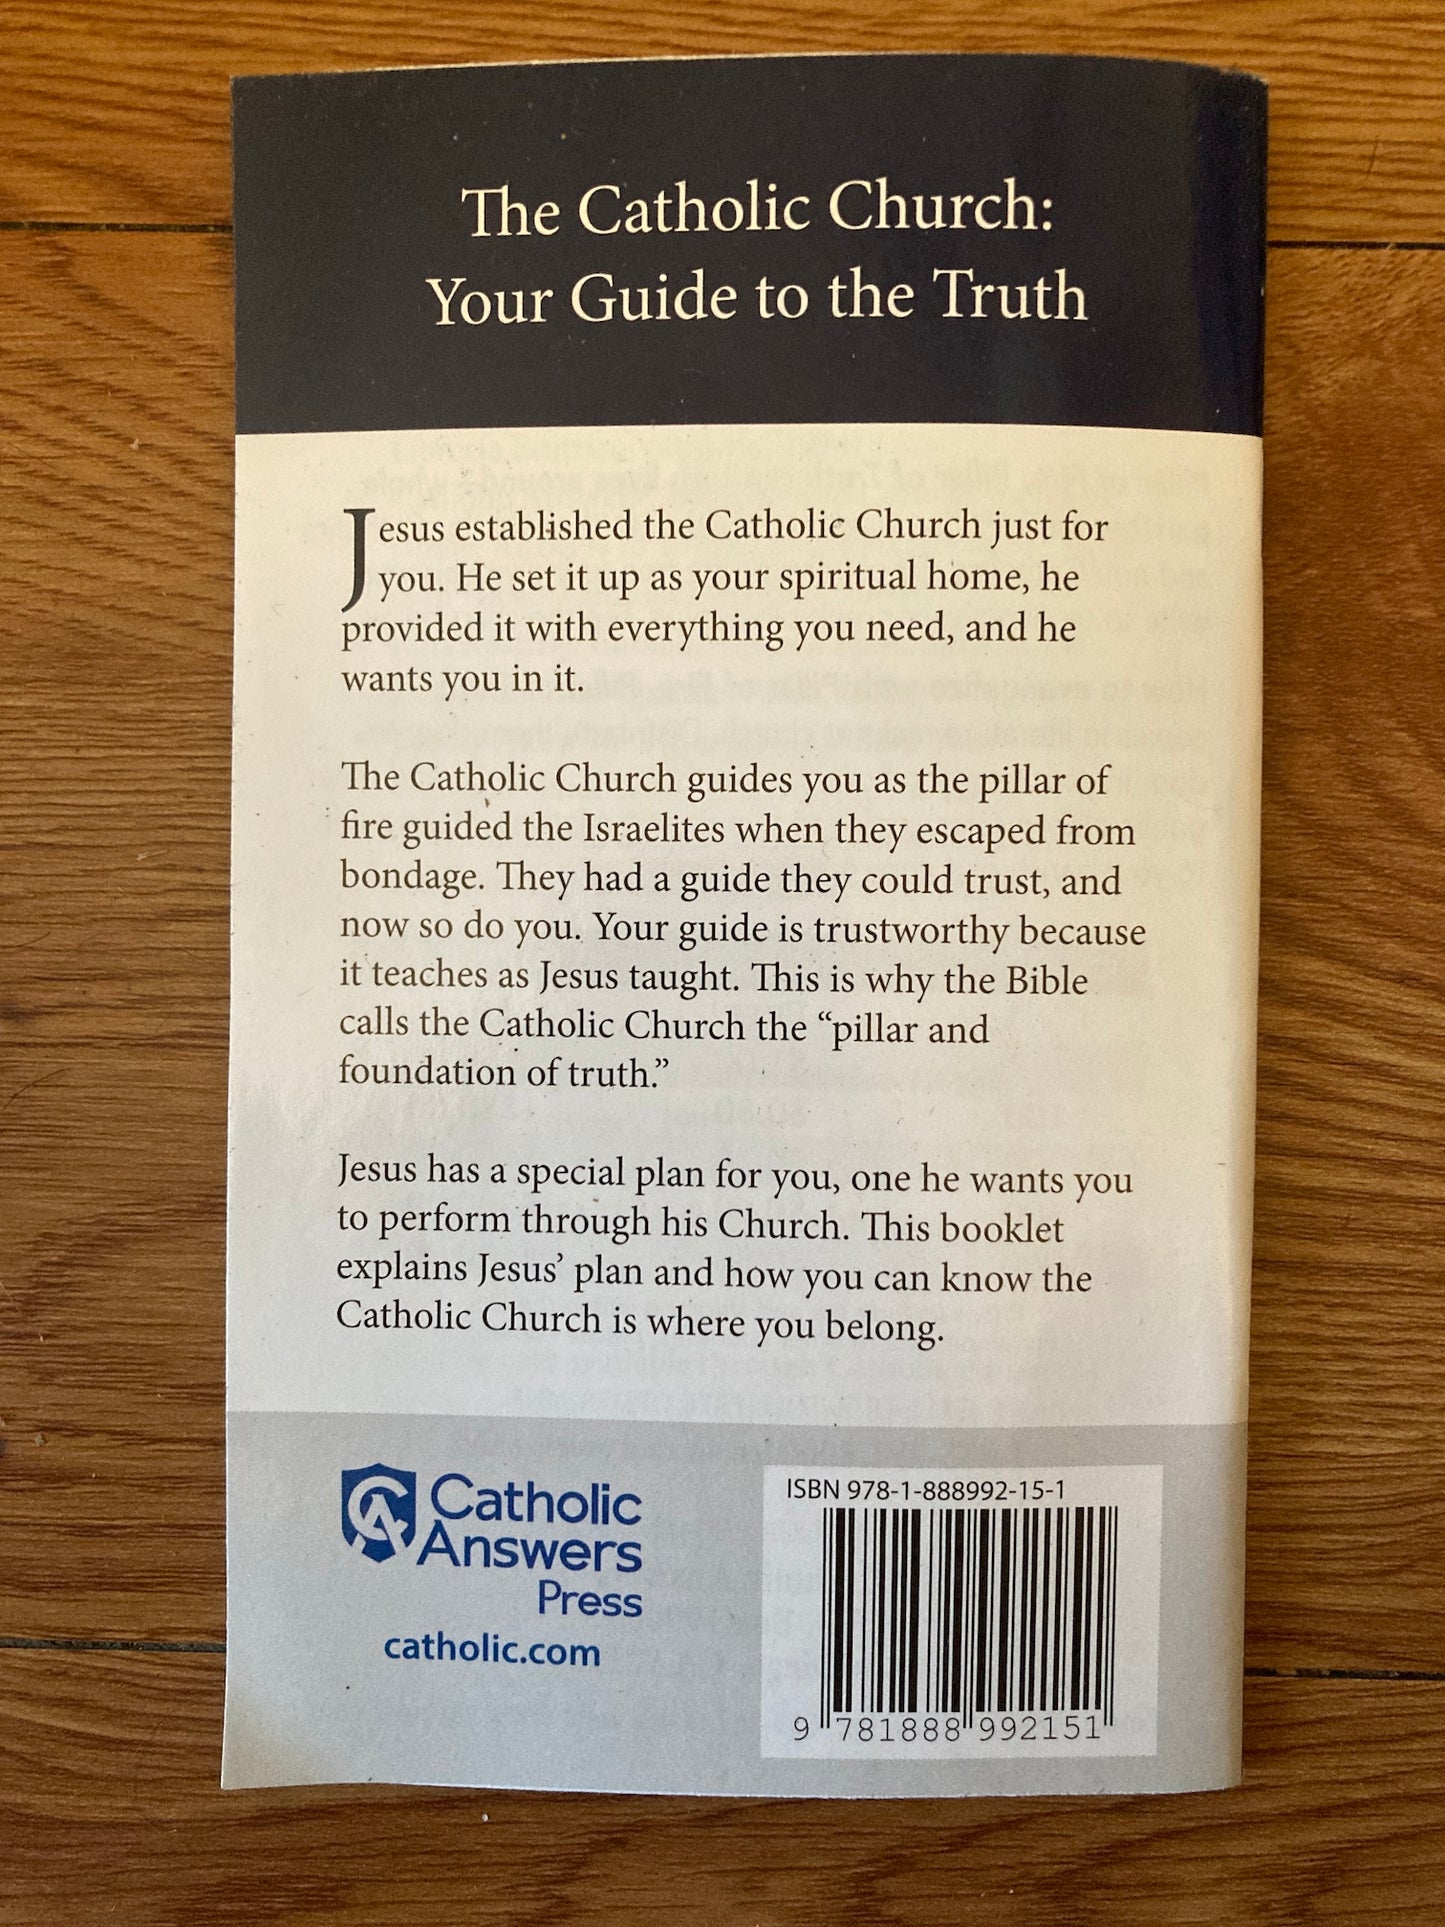 The Catholic Church:
Your Guide to the Truth
Jesus established the Catholic Church just for
you. He set it up as your spiritual home, he
provided it with everything you need, and he
wants you in it.
The Catholic Church guides you as the pillar of
fire guided the Israelites when they escaped from
bondage. They had a guide they could trust, and
now so do you. Your guide is trustworthy because
it teaches as Jesus taught. This is why the Bible
calls the Catholic Church the “pillar and
foundation of truth.”
Jesus has a special plan for you, one he wants you
to perform through his Church. This booklet
explains Jesus’ plan and how you can know the
Catholic Church is where you belong.
Catholic
Answers
Press
catholic.com
ISBN 978-1-888992-15-1
9 781888 992151